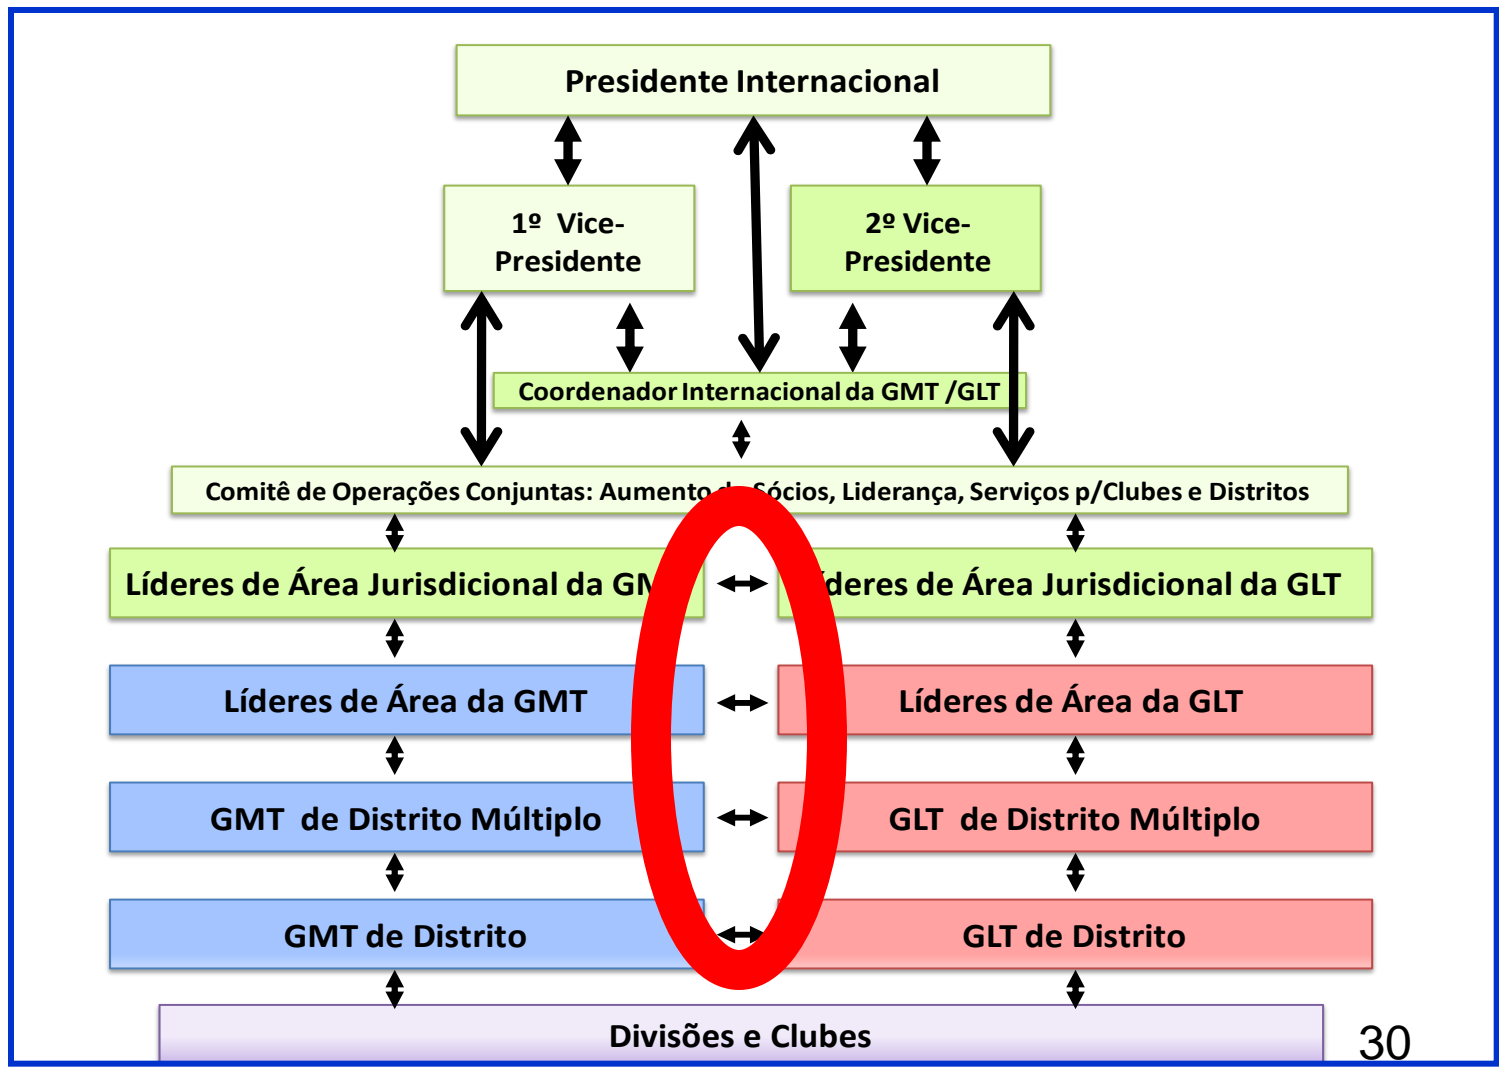 Presidente Internacional
1º Vice-
Presidente
2º Vice-
Presidente
Coordenador Internacional da GMT /GLT
Comitê de Operações Conjuntas: Aumento Sócios, Liderança, Serviços p/Clubes e Distritos
Líderes de Área Jurisdicional da
de Área Jurisdicional da GLT
Líderes de Área da GMT
Líderes de Área da GLT
GMT de Distrito Múltiplo
GLT de Distrito Múltiplo
GMT de Distrito
GLT de Distrito
Divisões e Clubes
30